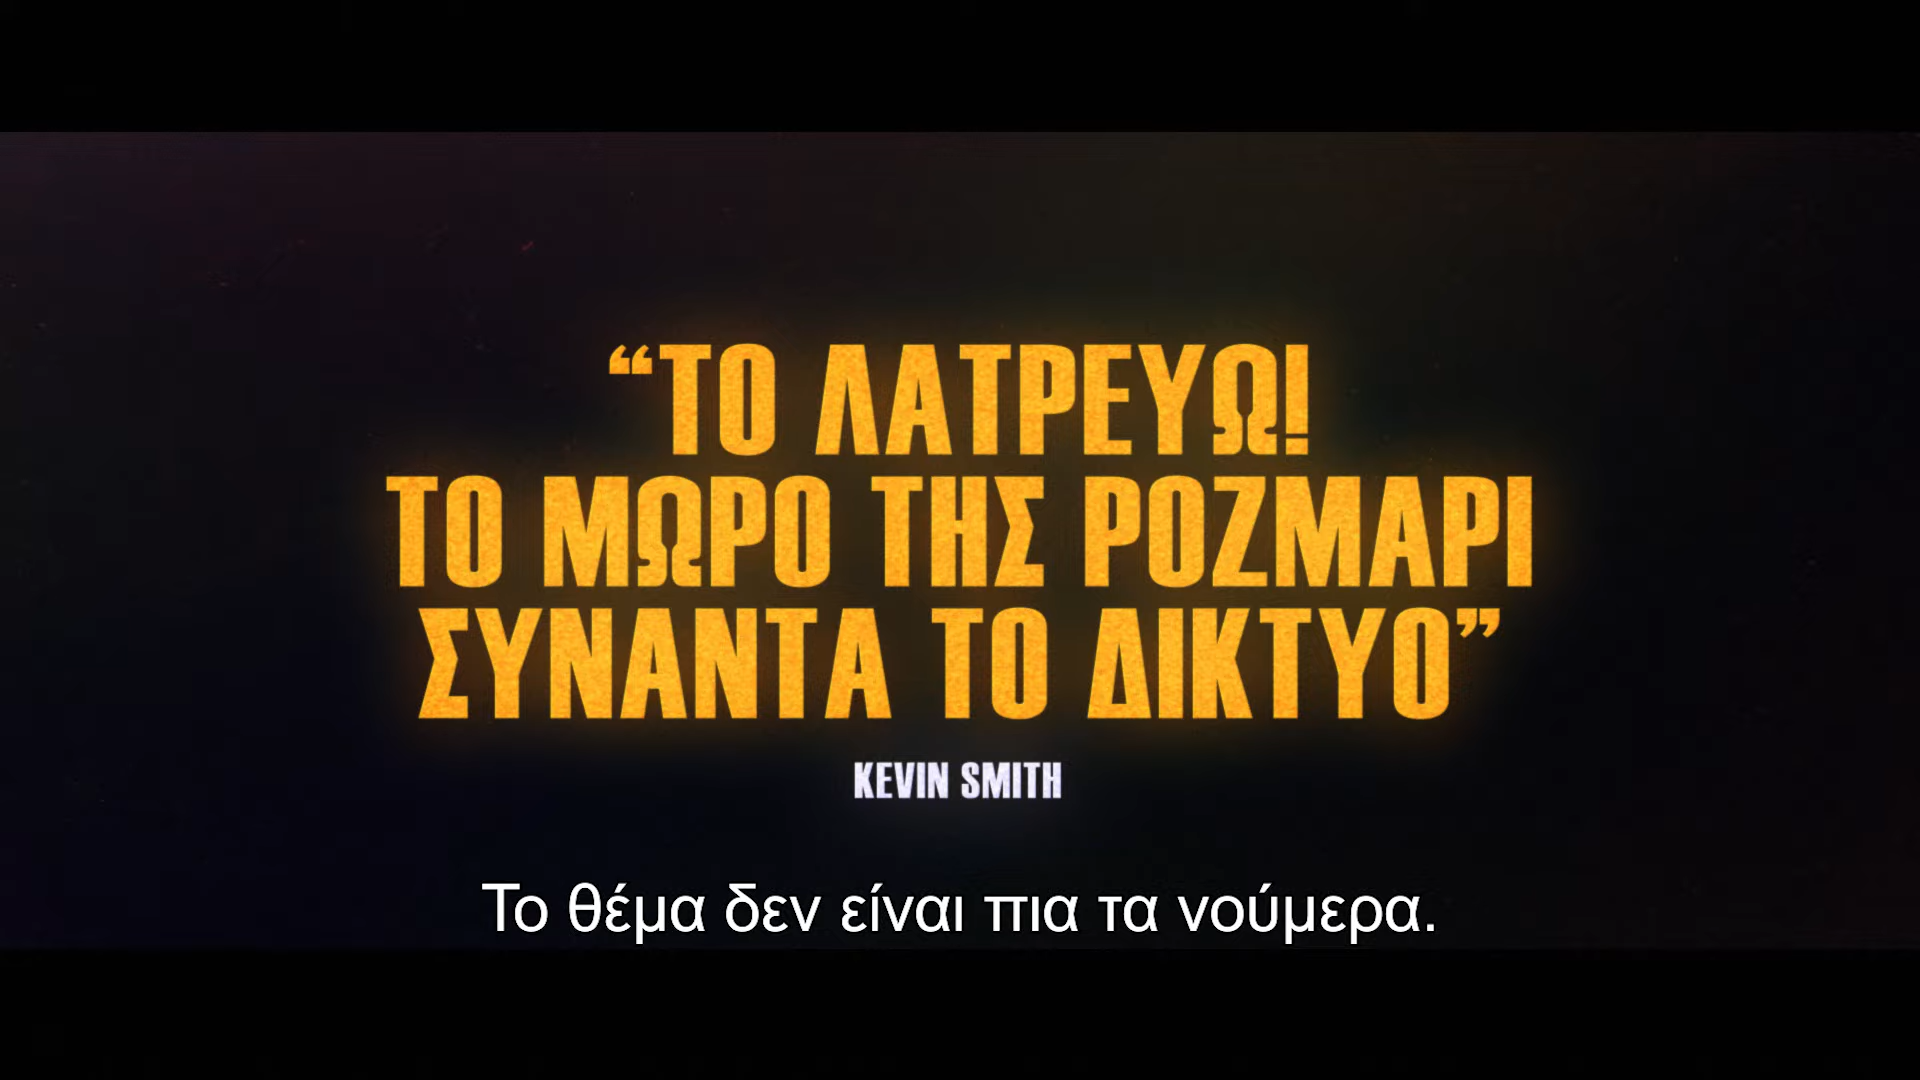 “ΤΟ ΛΑΤΡΕΥΩ!
ΤΟ ΜΩΡΟ ΤΗΣ ΡΟΖΜΑΡΙ
ΣΥΝΑΝΤΑ ΤΟ ΔΙΚΤΥΟ”
KEVIN SMITH
Το θέμα δεν είναι πια τα νούμερα.